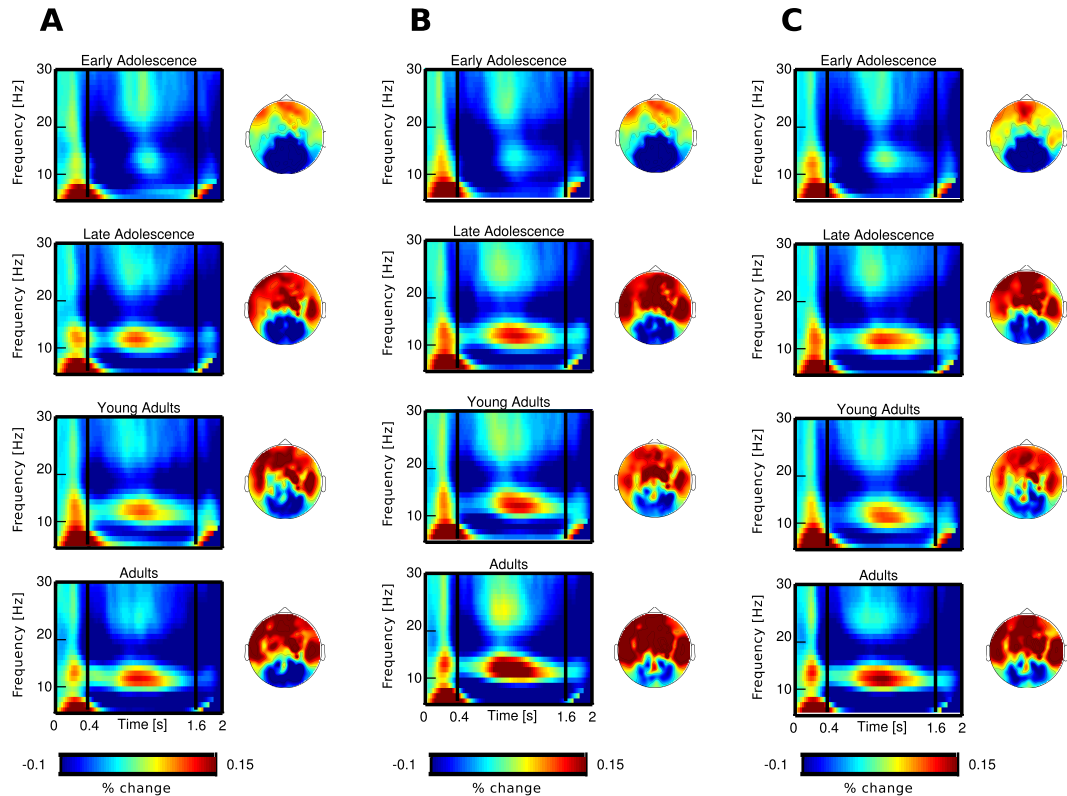 A B C
Early Adolescence Early Adolescence Early Adolescence
Frequency [Hz] 30 20 10 Frequency [Hz] 30 20 10 Frequency [Hz] 30 20 10
Late Adolescence Late Adolescence Late Adolescence
Frequency [Hz] 30 20 10 Frequency [Hz] 30 20 10 Frequency [Hz] 30 20 10
Young Adults Young Adults Young Adults
Frequency [Hz] 30 20 10 Frequency [Hz] 30 20 10 Frequency [Hz] 30 20 10
Adults Adults Adults
Frequency [Hz] 30 20 10 Frequency [Hz] 30 20 10 Frequency [Hz] 30 20 10
0 0.4 Time [s] 1.6 2 0 0.4 Time [s] 1.6 2 0 0.4 Time [s] 1.6 2
-0.1 0.15 -0.1 0.15 -0.1 0.15
% change % change % change